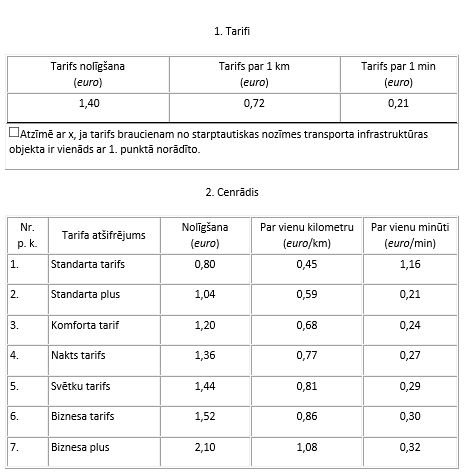 1. Tarifi
Tarifs nolīgšana Tarifs par 1 km Tarifs par 1 min
(euro) (euro) (euro)
1,40 0,72 0,21
Atzīmē ar x, ja tarifs braucienam no starptautiskas nozīmes transporta infrastruktūras
objekta ir vienāds ar 1. punktā norādīto.
2. Cenrādis
Nr. Tarifa atšifrējums Nolīgšana Par vienu kilometru Par vienu minūti
p. k. (euro) (euro/km) (euro/min)
1. Standarta tarifs 0,80 0,45 1,16
2. Standarta plus 1,04 0,59 0,21
3. Komforta tarif 1,20 0,68 0,24
4. Nakts tarifs 1,36 0,77 0,27
5. Svētku tarifs 1,44 0,81 0,29
6. Biznesa tarifs 1,52 0,86 0,30
7. Biznesa plus 2,10 1,08 0,32